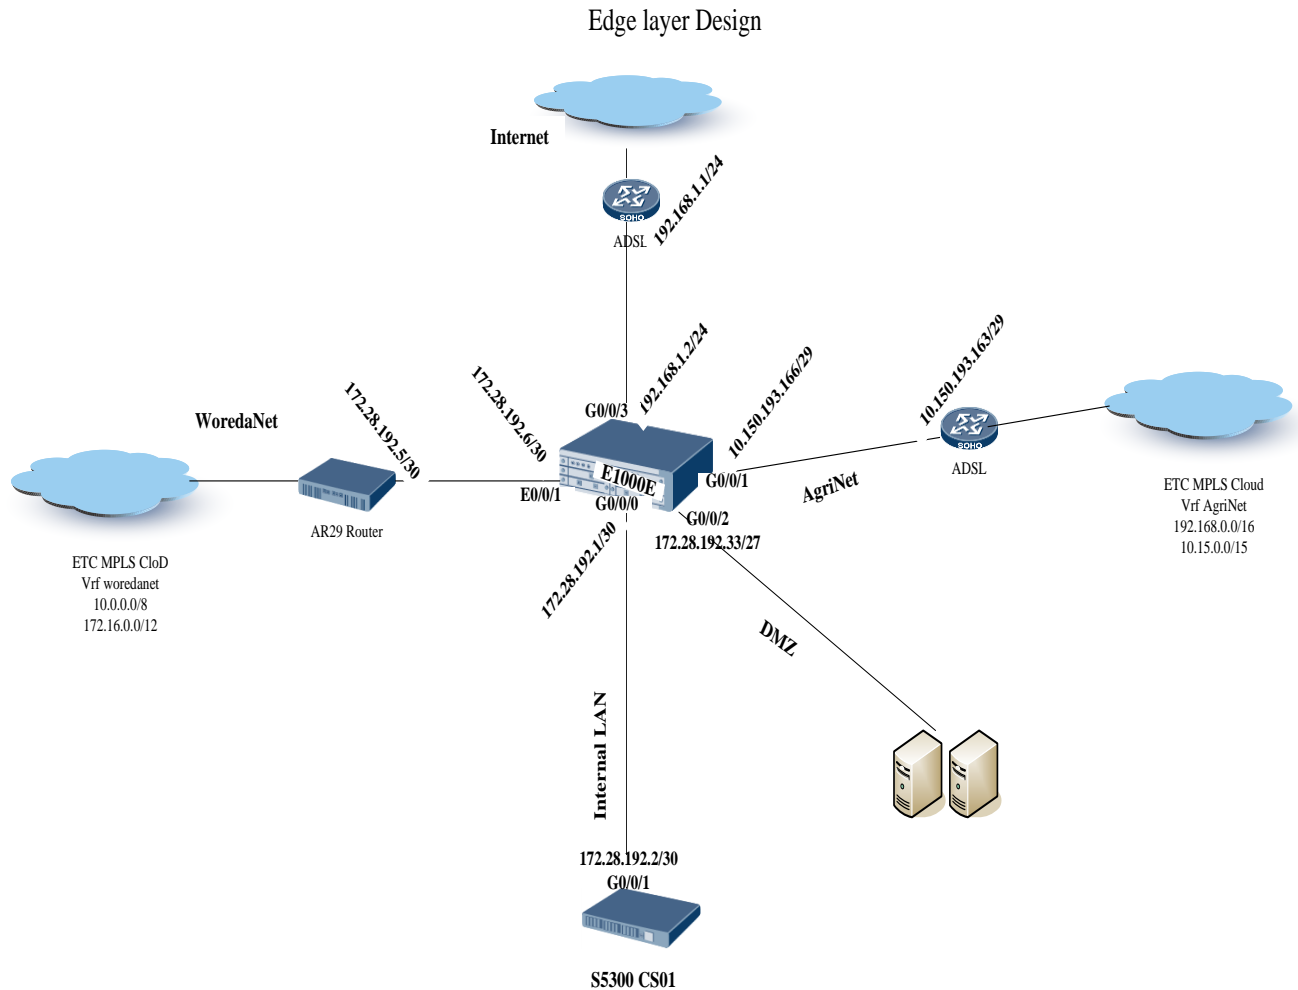 Edge layer Design
Internet
SOHO
ADSL
192.168.1.1/24
192.168.1.2/24
G0/0/3
172.28.192.6/30
172.28.192.5/30
WoredaNet
10.150.193.166/29
10.150.193.163/29
SOHO
ADSL
E1000E
G0/0/1
AgriNet
E0/0/1
G0/0/0
G0/0/2
172.28.192.33/27
172.28.192.1/30
AR29 Router
ETC MPLS CloD
Vrf woredanet
10.0.0.0/8
172.16.0.0/12
ETC MPLS Cloud
Vrf AgriNet
192.168.0.0/16
10.15.0.0/15
DMZ
Internal LAN
172.28.192.2/30
G0/0/1
S5300 CS01